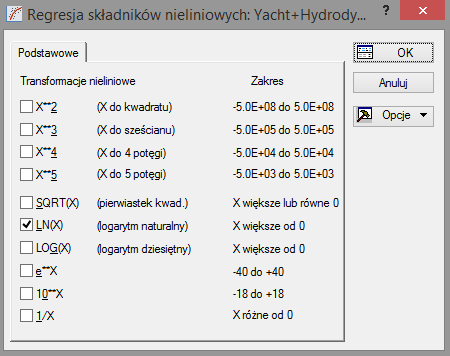 Regresja składników nieliniowych: Yacht+Hydrody... ?
Podstawowe
OK
Transformacje nieliniowe Zakres
Anuluj
X**2 (X do kwadratu) -5.0E+08 do 5.0E+08
Opcje
X**3 (X do sześcianu) -5.0E+05 do 5.0E+05
X**4 (X do 4 potęgi) -5.0E+04 do 5.0E+04
X**5 (X do 5 potęgi) -5.0E+03 do 5.0E+03
SQRT(X) (pierwiastek kwad.) X większe lub równe 0
LN(X) (logarytm naturalny) X większe od 0
LOG(X) (logarytm dziesiętny) X większe od 0
e**X -40 do +40
10**X -18 do +18
1/X X różne od 0